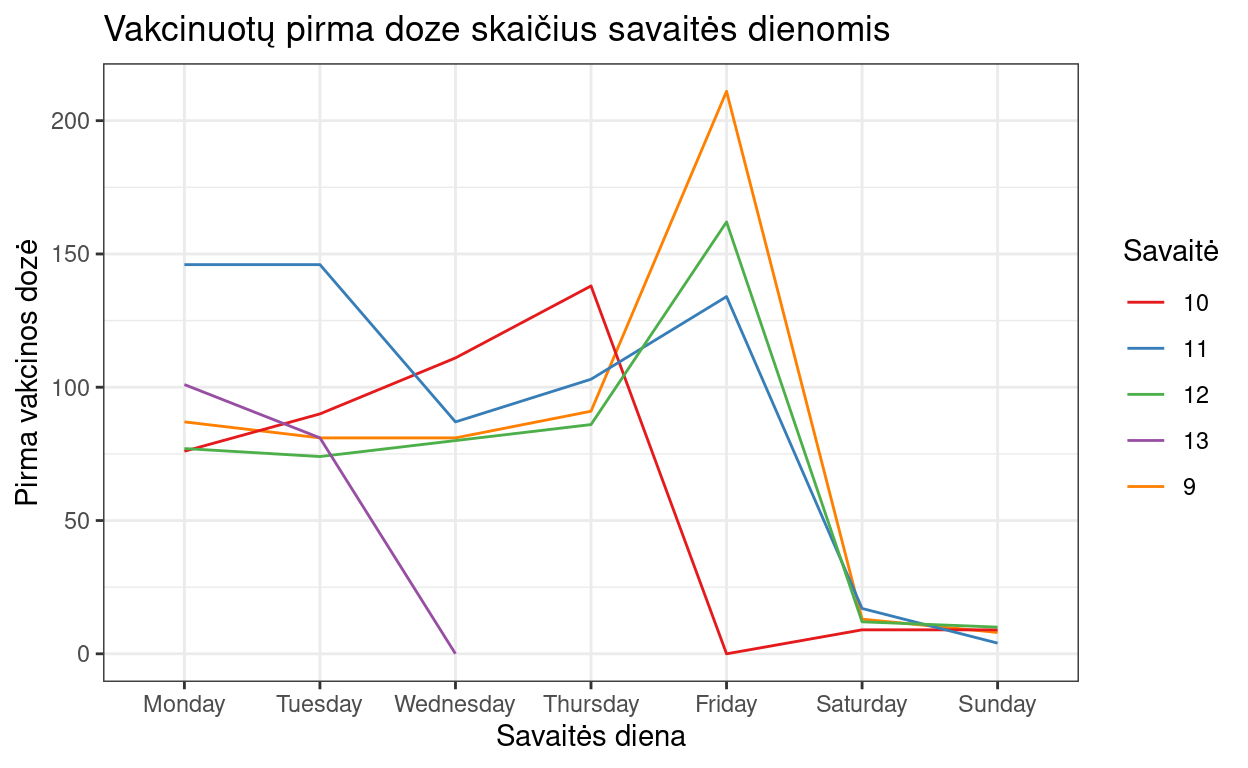 Vakcinuotų pirma doze skaičius savaitės dienomis
Pirma vakcinos dozė
200
150
100
50
0
Monday Tuesday Wednesday Thursday Friday Saturday Sunday
Savaitės diena
Savaitė
10
11
12
13
9